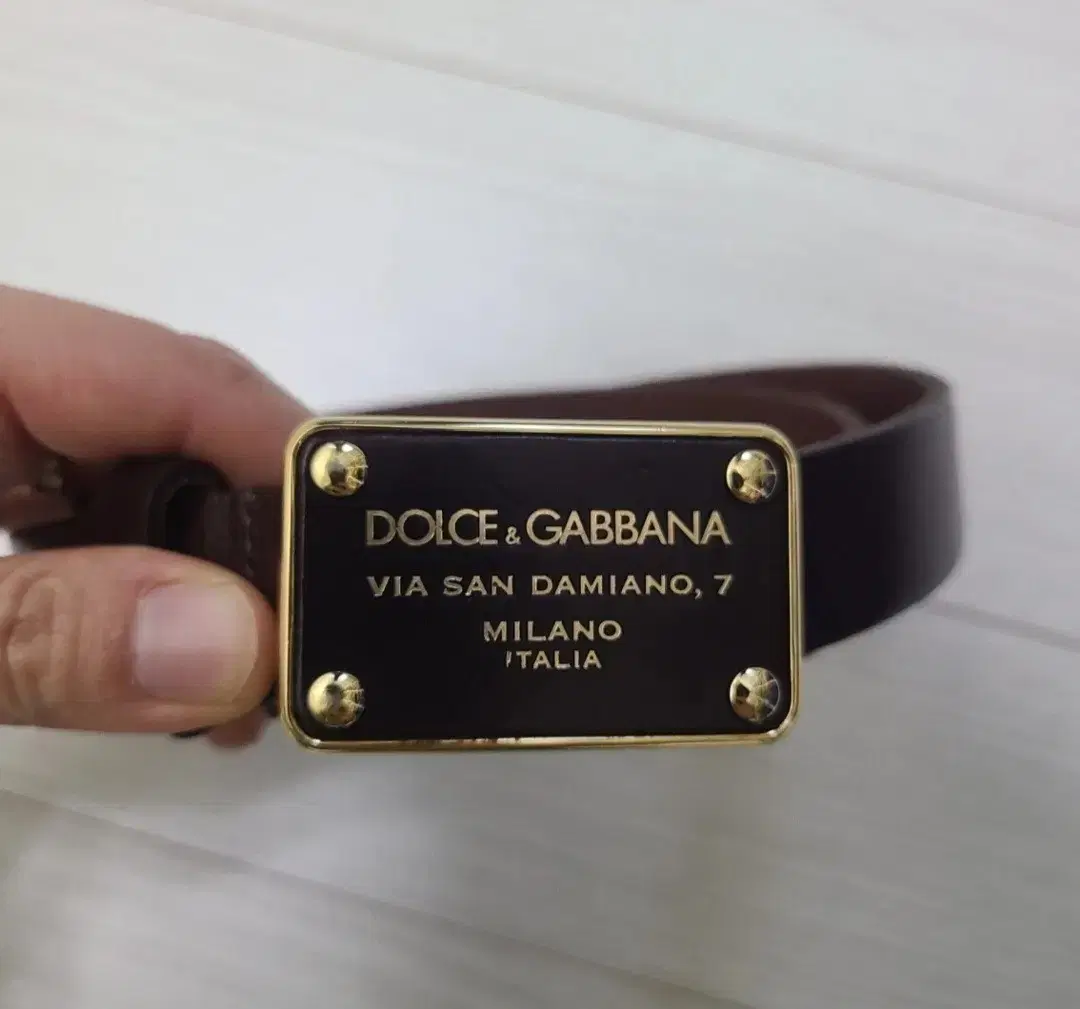 DOLCE & GABBANA
VIA SAN DAMIANO, 7
MILANO
ITALIA